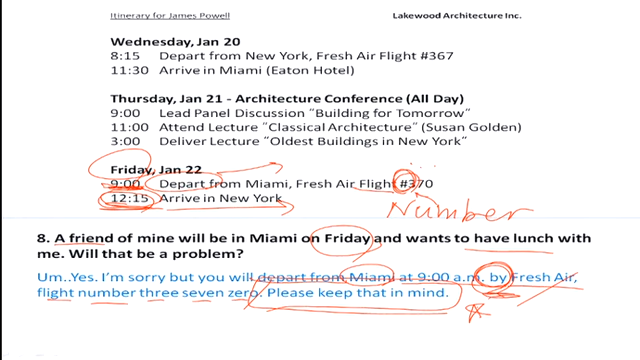 Itinerary for James Powell Lakewood Architecture Inc.
Wednesday, Jan 20
8:15 Depart from New York, Fresh Air Flight #367
11:30 Arrive in Miami (Eaton Hotel)
Thursday, Jan 21 - Architecture Conference (All Day)
9:00 Lead Panel Discussion "Building for Tomorrow"
11:00 Attend Lecture "Classical Architecture" (Susan Golden)
3:00 Deliver Lecture "Oldest Buildings in New York"
Friday, Jan 22
9:00 Depart from Miami, Fresh Air Flight #370
12:15 Arrive in New York
Number
8. A friend of mine will be in Miami on Friday and wants to have lunch with
me. Will that be a problem?
Um..Yes. I'm sorry but you will depart from Miami at 9:00 a.m. by Fresh Air,
flight number three seven zero. Please keep that in mind.